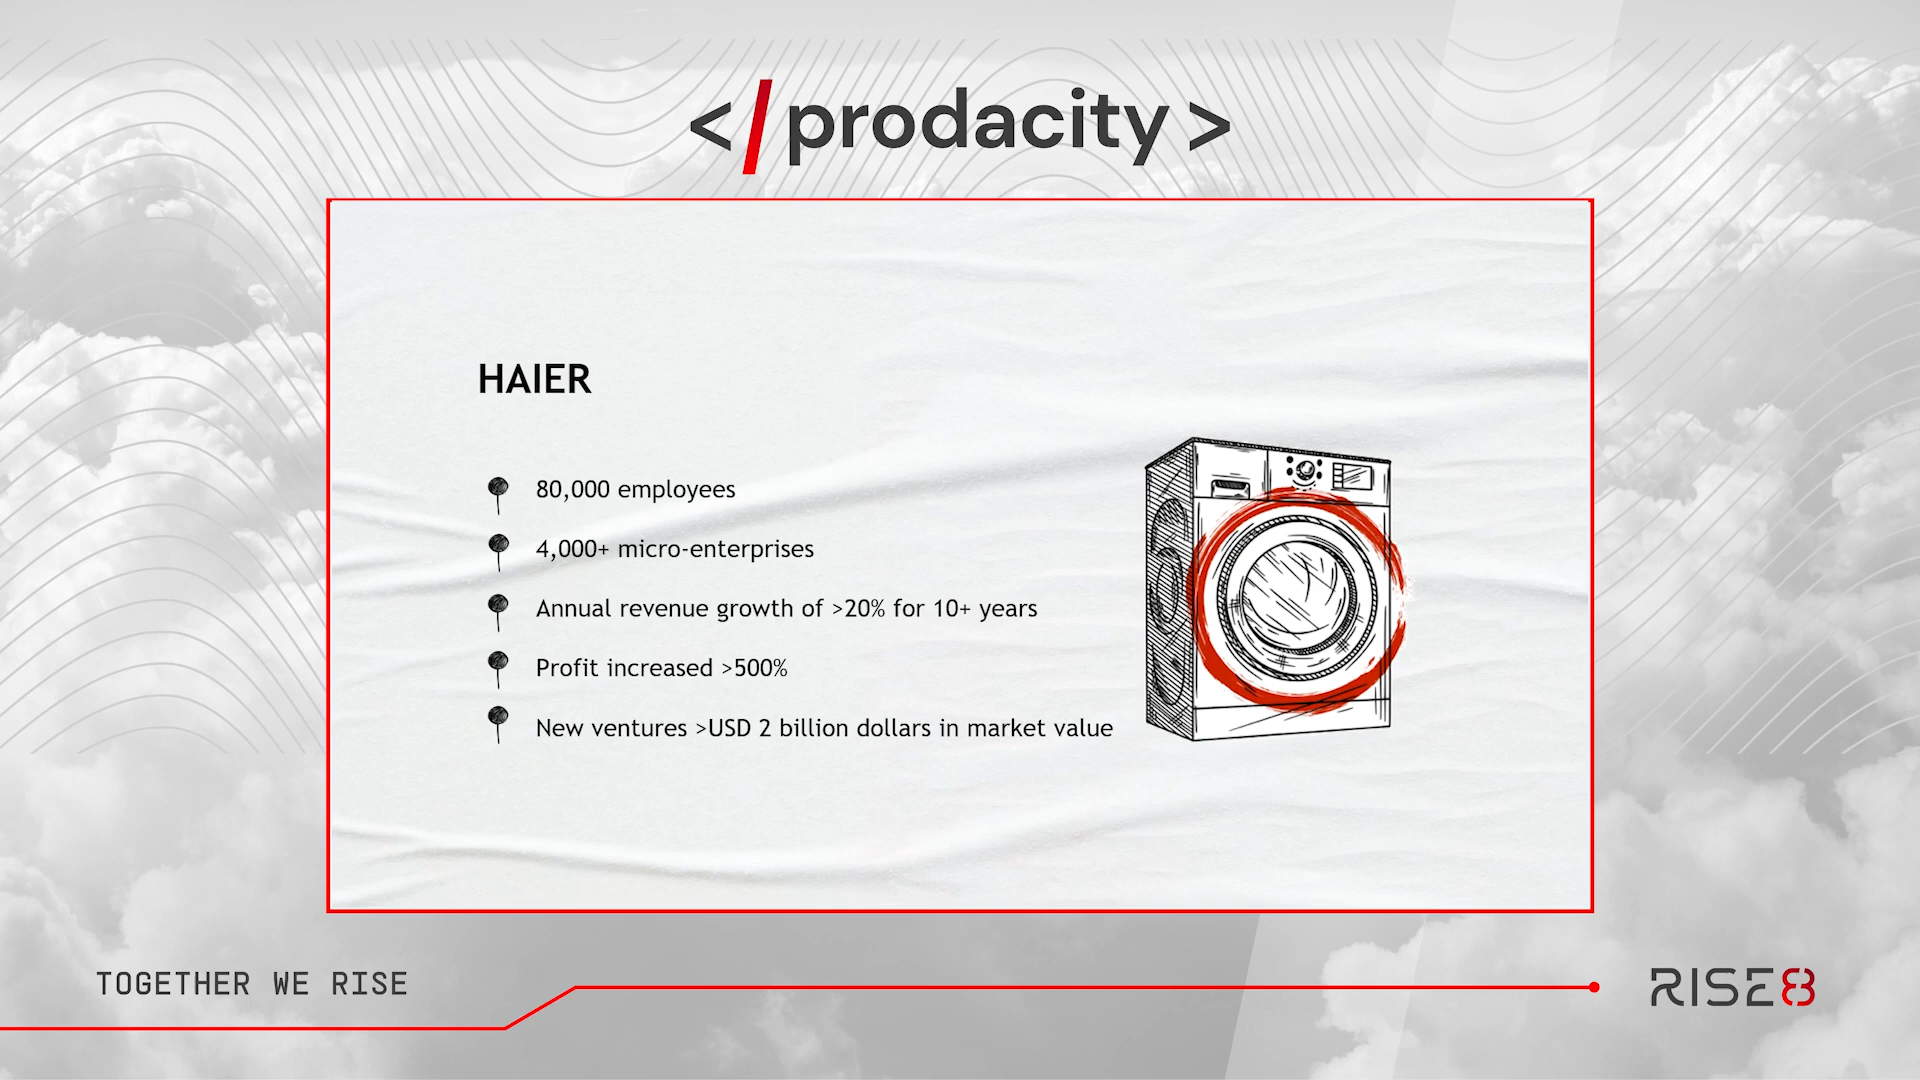 </prodacity>
HAIER
80,000 employees
4,000+ micro-enterprises
Annual revenue growth of >20% for 10+ years
Profit increased >500%
New ventures >USD 2 billion dollars in market value
TOGETHER WE RISE
RISE8